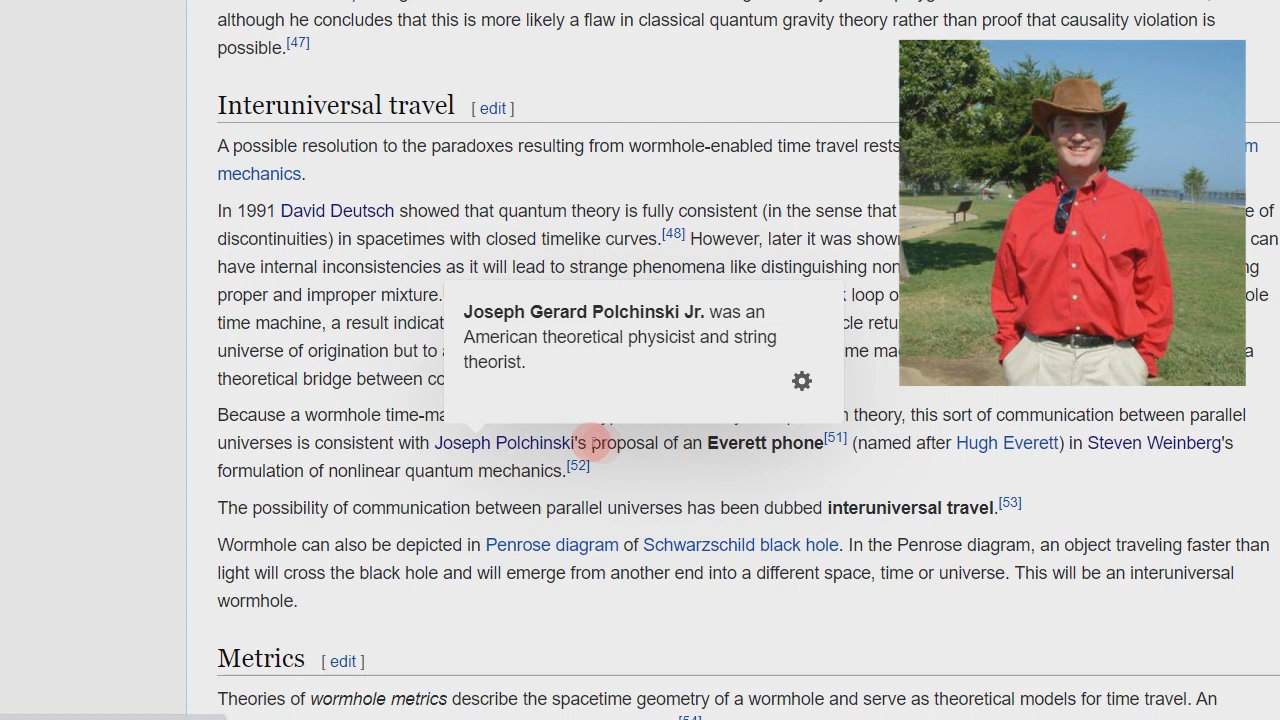 although he concludes that this is more likely a flaw in classical quantum gravity theory rather than proof that causality violation is
possible.[47]
Interuniversal travel [ edit ]
A possible resolution to the paradoxes resulting from wormhole-enabled time travel rests
mechanics.
In 1991 David Deutsch showed that quantum theory is fully consistent (in the sense that e of
discontinuities) in spacetimes with closed timelike curves.[48] However, later it was show can
have internal inconsistencies as it will lead to strange phenomena like distinguishing non ng
proper and improper mixture. loop o ole
time machine, a result indicat cle retu
universe of origination but to me ma a
theoretical bridge between co
Joseph Gerard Polchinski Jr. was an
American theoretical physicist and string
theorist.
Because a wormhole time-ma theory, this sort of communication between parallel
universes is consistent with Joseph Polchinski's proposal of an Everett phone[51] (named after Hugh Everett) in Steven Weinberg's
formulation of nonlinear quantum mechanics.[52]
The possibility of communication between parallel universes has been dubbed interuniversal travel.[53]
Wormhole can also be depicted in Penrose diagram of Schwarzschild black hole. In the Penrose diagram, an object traveling faster than
light will cross the black hole and will emerge from another end into a different space, time or universe. This will be an interuniversal
wormhole.
Metrics [ edit ]
Theories of wormhole metrics describe the spacetime geometry of a wormhole and serve as theoretical models for time travel. An